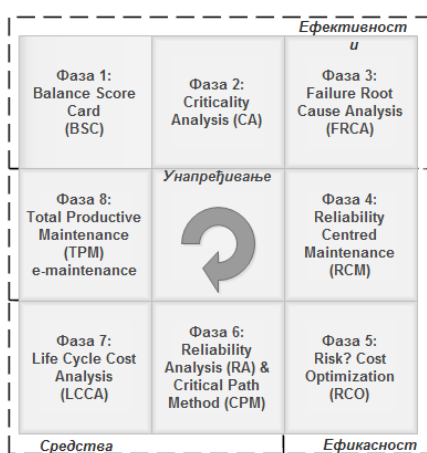 Ефективност
и
Фаза 1:
Balance Score
Card
(BSC)
Фаза 2:
Criticality
Analysis (CA)
Фаза 3:
Failure Root
Cause Analysis
(FRCA)
Фаза 8:
Total Productive
Maintenance
(TPM)
e-maintenance
Унапређивање
Фаза 4:
Reliability
Centred
Maintenance
(RCM)
Фаза 7:
Life Cycle Cost
Analysis
(LCCA)
Фаза 6:
Reliability
Analysis (RA) &
Critical Path
Method (CPM)
Фаза 5:
Risk? Cost
Optimization
(RCO)
Средства
Ефикасност